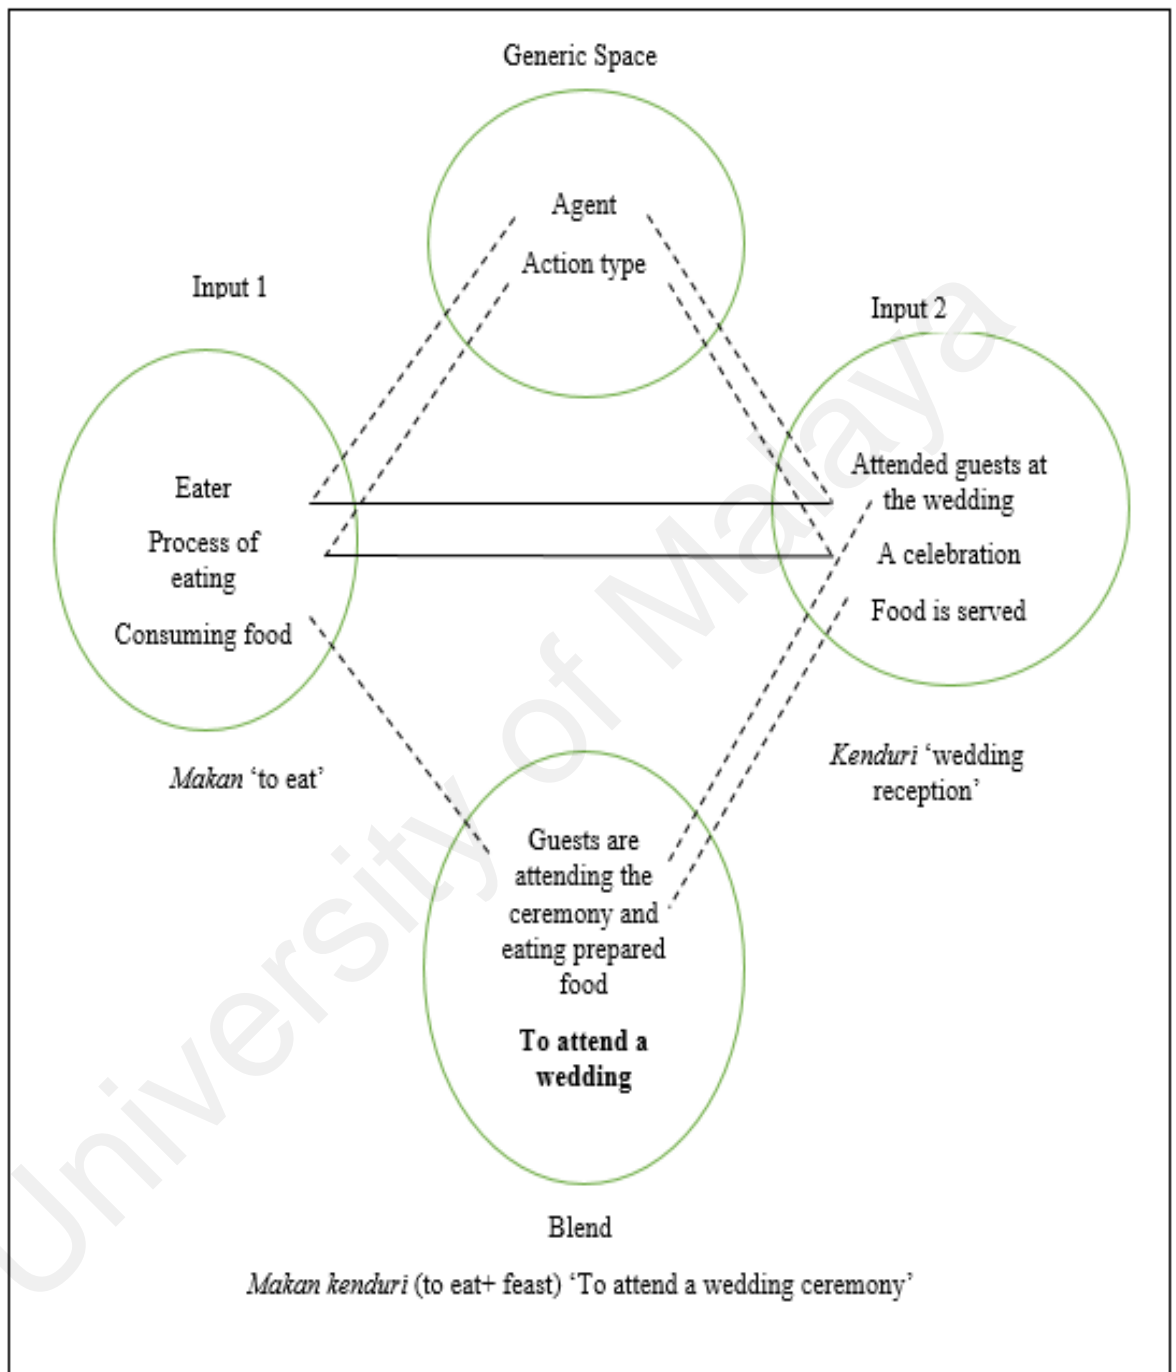 Generic Space
Agent
Action type
Input 1
Input 2
Eater
Process of
eating
Consuming food
Attended guests at
the wedding
A celebration
Food is served
Makan ‘to eat’
Kenduri ‘wedding
reception’
Guests are
attending the
ceremony and
eating prepared
food
To attend a
wedding
Blend
Makan kenduri (to eat+ feast) ‘To attend a wedding ceremony’
University of Malaya